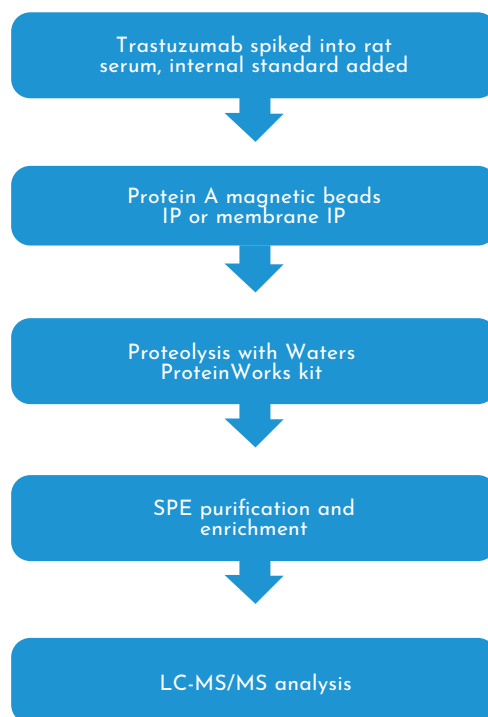 Trastuzumab spiked into rat
serum, internal standard added
Protein A magnetic beads
IP or membrane IP
Proteolysis with Waters
ProteinWorks kit
SPE purification and
enrichment
LC-MS/MS analysis